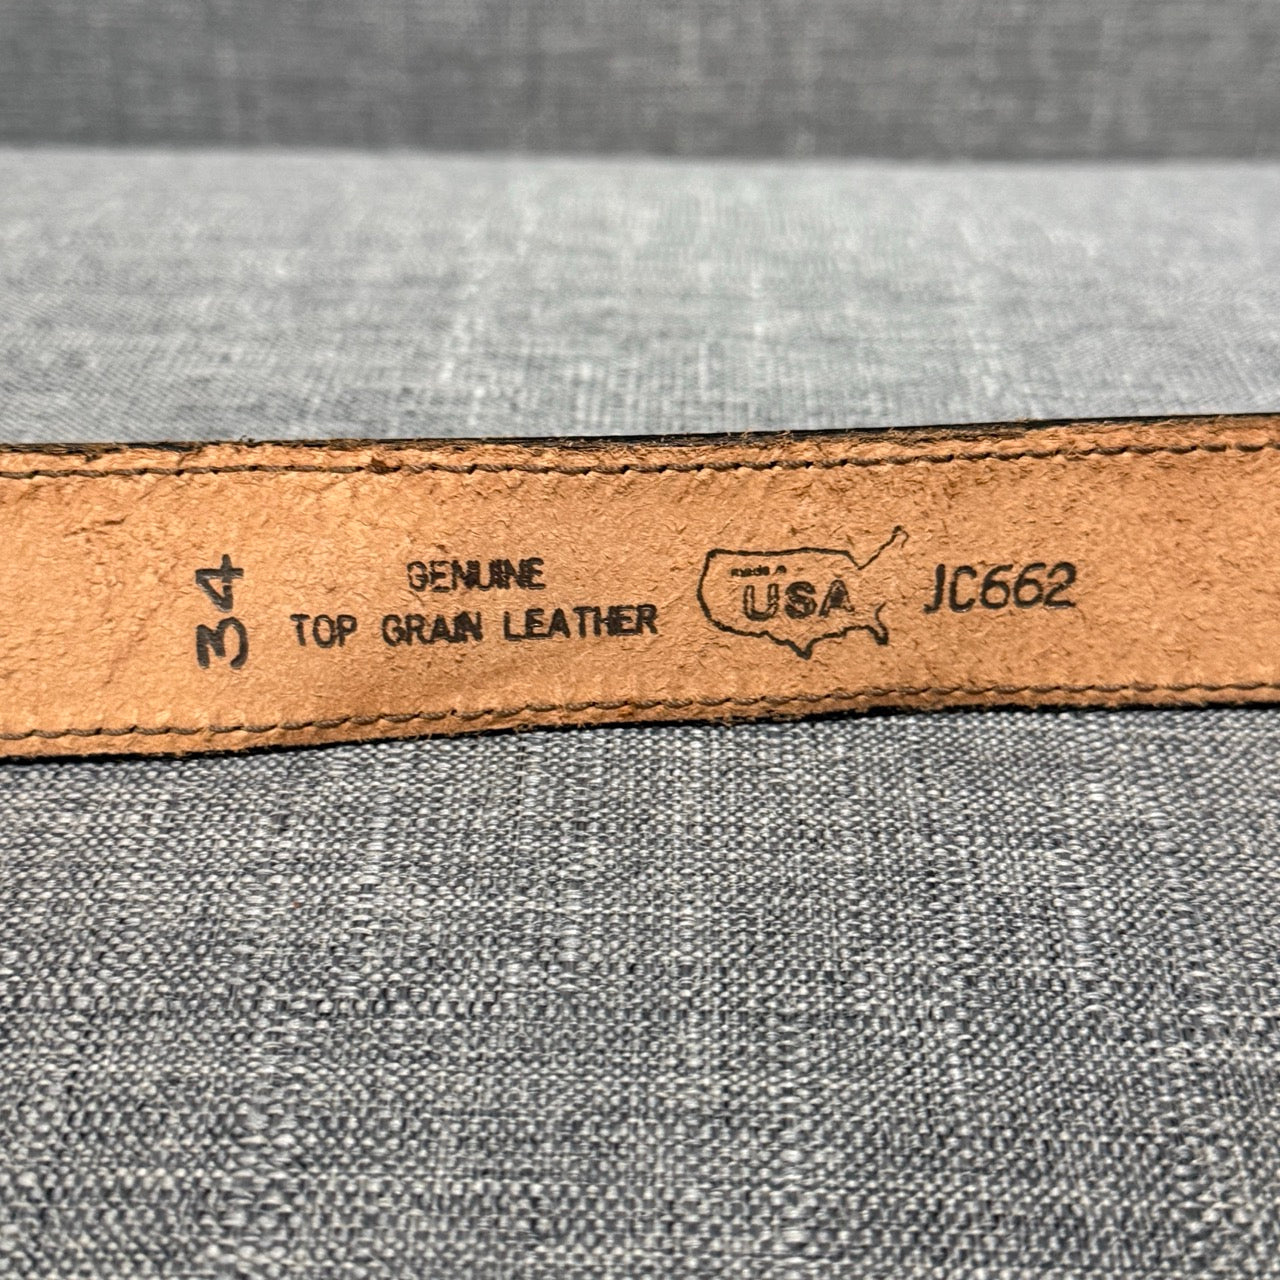 34
GENUINE
TOP GRAIN LEATHER
made in
USA
JC662